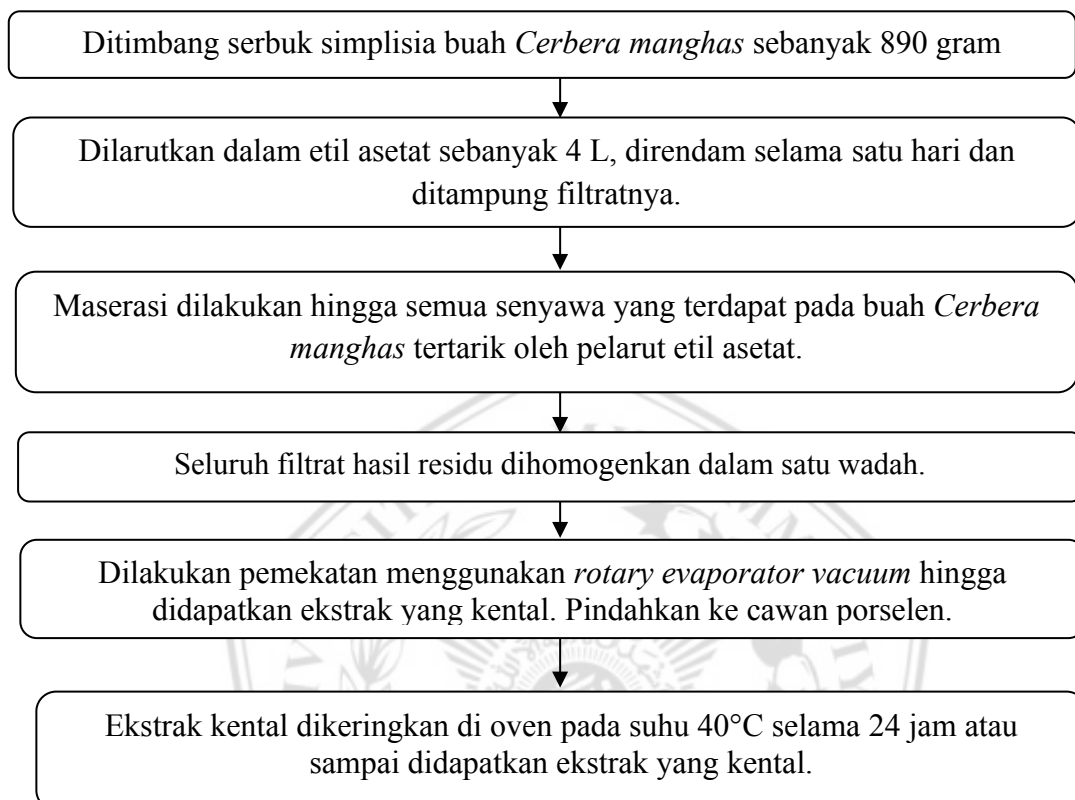 Ditimbang serbuk simplisia buah Cerbera manghas sebanyak 890 gram
Dilarutkan dalam etil asetat sebanyak 4 L, direndam selama satu hari dan
ditampung filtratnya.
Maserasi dilakukan hingga semua senyawa yang terdapat pada buah Cerbera
manghas tertarik oleh pelarut etil asetat.
Seluruh filtrat hasil residu dihomogenkan dalam satu wadah.
Dilakukan pemekatan menggunakan rotary evaporator vacuum hingga
didapatkan ekstrak yang kental. Pindahkan ke cawan porselen.
Ekstrak kental dikeringkan di oven pada suhu 40°C selama 24 jam atau
sampai didapatkan ekstrak yang kental.